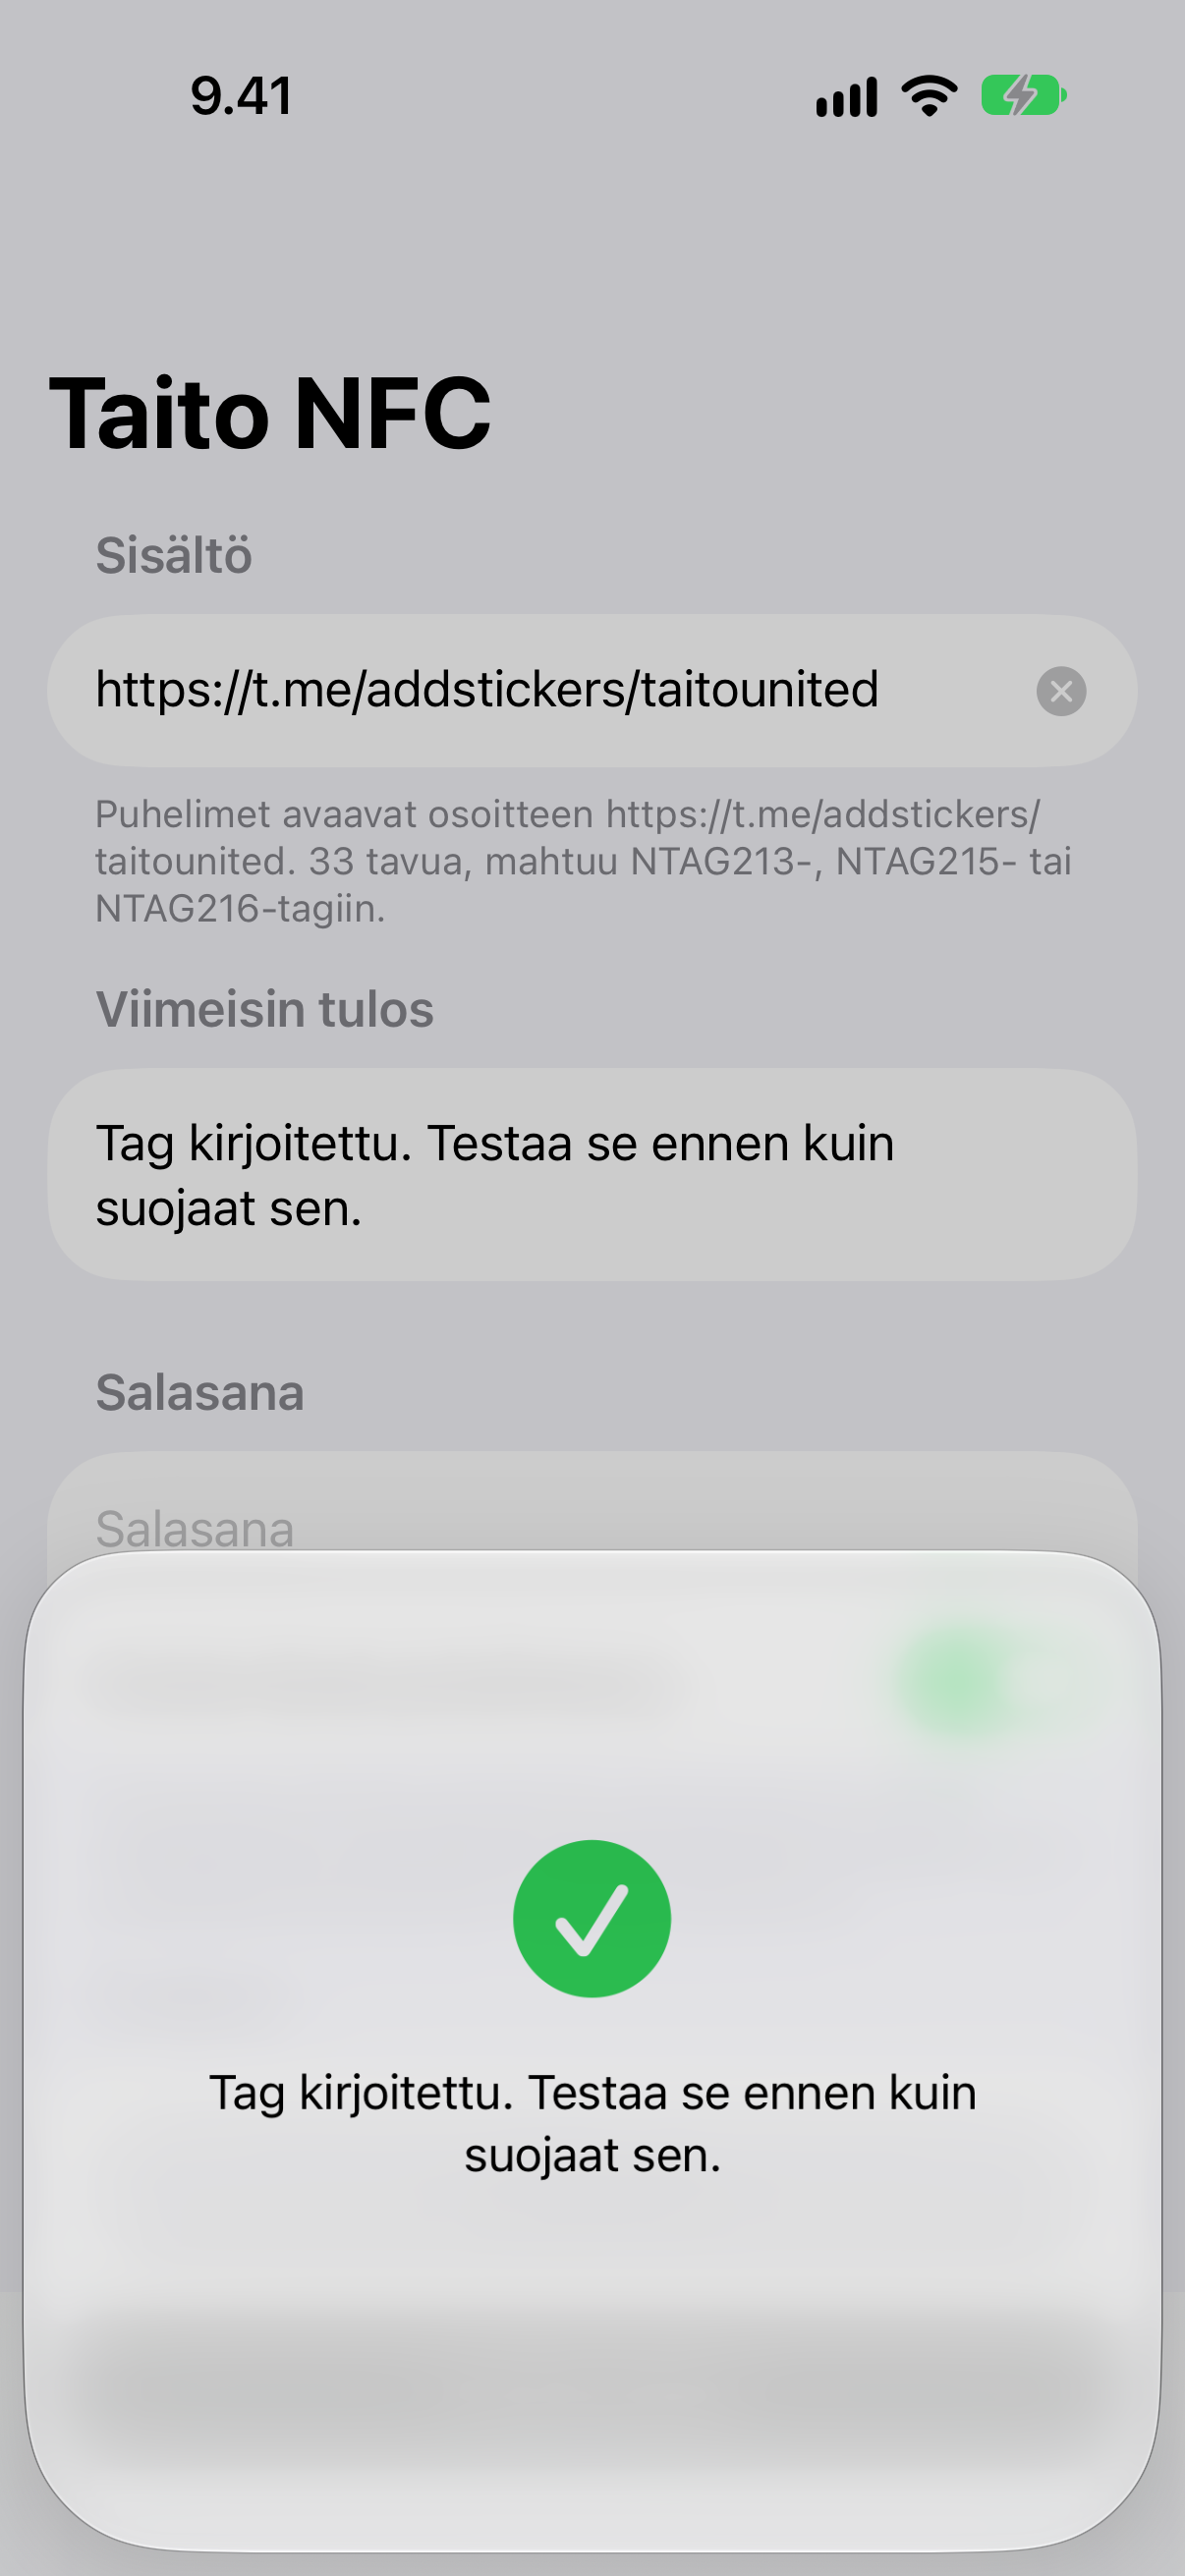 9.41
Taito NFC
Sisältö
https://t.me/addstickers/taitounited
Puhelimet avaavat osoitteen https://t.me/addstickers/
taitounited. 33 tavua, mahtuu NTAG213-, NTAG215- tai
NTAG216-tagiin.
Viimeisin tulos
Tag kirjoitettu. Testaa se ennen kuin
suojaat sen.
Salasana
Salasana
Tag kirjoitettu. Testaa se ennen kuin
suojaat sen.